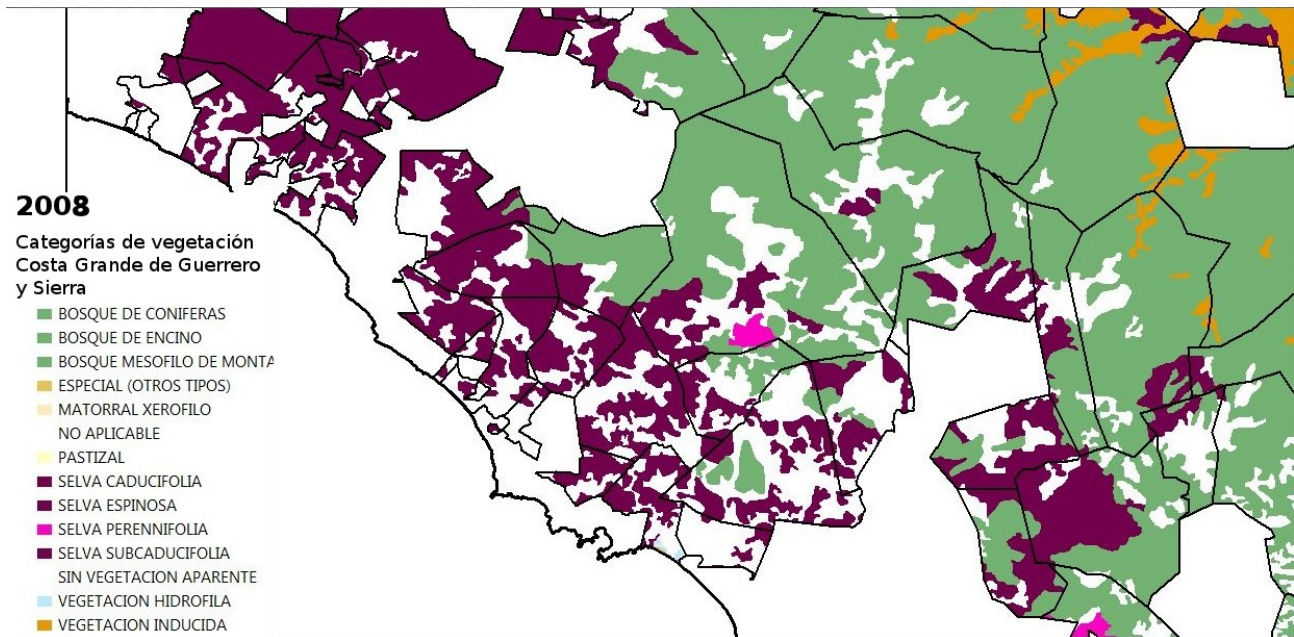 2008
Categorías de vegetación
Costa Grande de Guerrero
y Sierra
BOSQUE DE CONIFERAS
BOSQUE DE ENCINO
BOSQUE MESOFILO DE MONTA
ESPECIAL (OTROS TIPOS)
MATORRAL XEROFILO
NO APLICABLE
PASTIZAL
SELVA CADUCIFOLIA
SELVA ESPINOSA
SELVA PERENNIFOLIA
SELVA SUBCADUCIFOLIA
SIN VEGETACION APARENTE
VEGETACION HIDROFILA
VEGETACION INDUCIDA